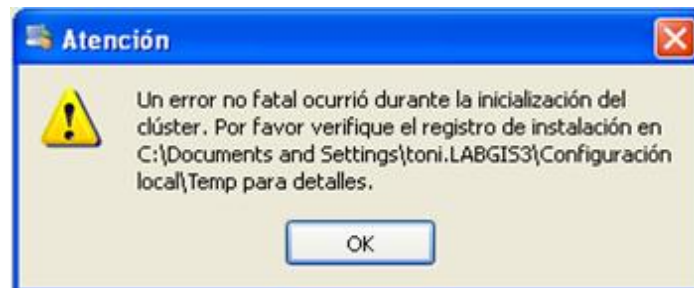 Atención
Un error no fatal ocurrió durante la inicialización del
clúster. Por favor verifique el registro de instalación en
C:\Documents and Settings\toni.LABGIS3\Configuración
local\Temp para detalles.
OK